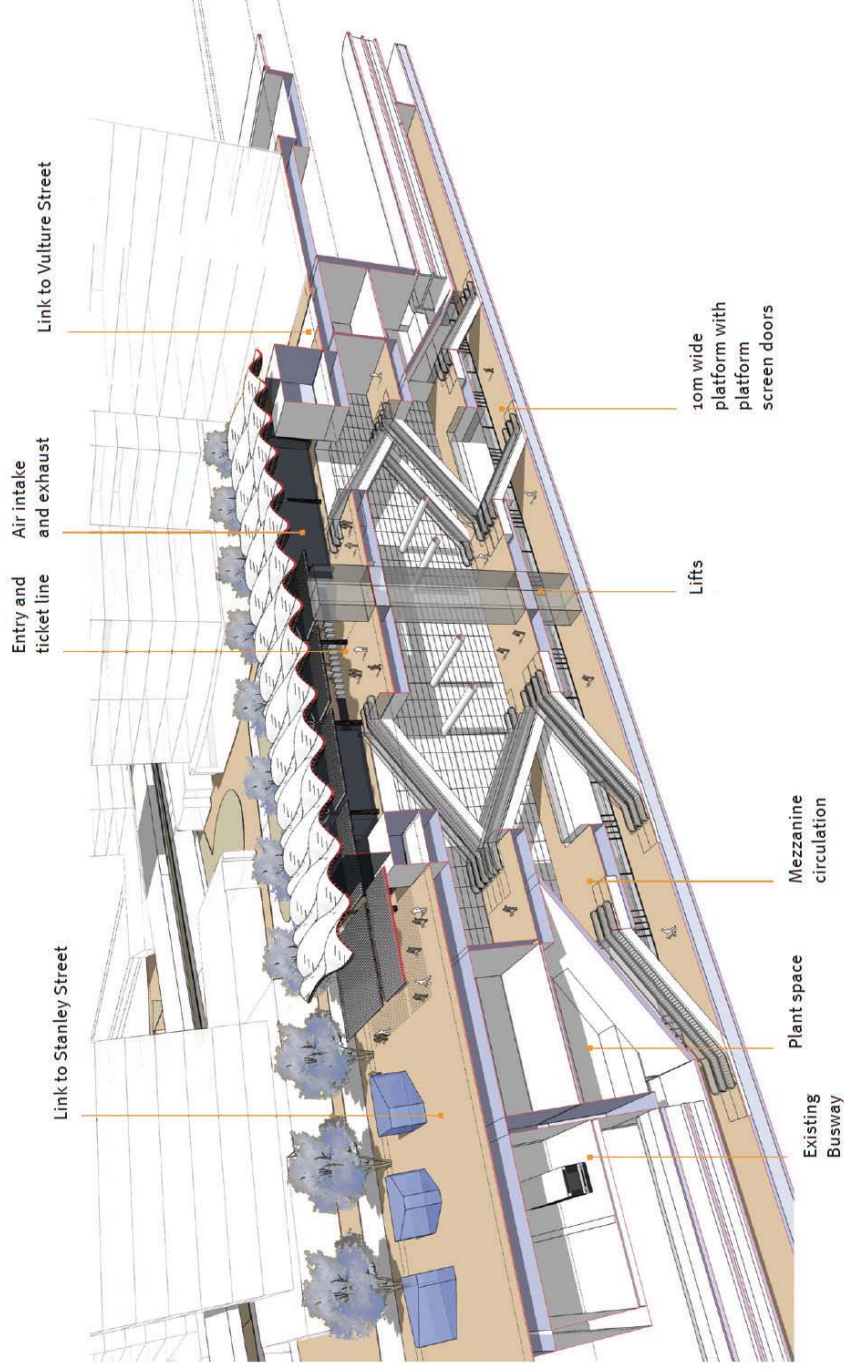 Link to Stanley Street
Entry and
ticket line
Air intake
and exhaust
Link to Vulture Street
Existing
Busway
Plant space
Mezzanine
circulation
Lifts
10m wide
platform with
platform
screen doors